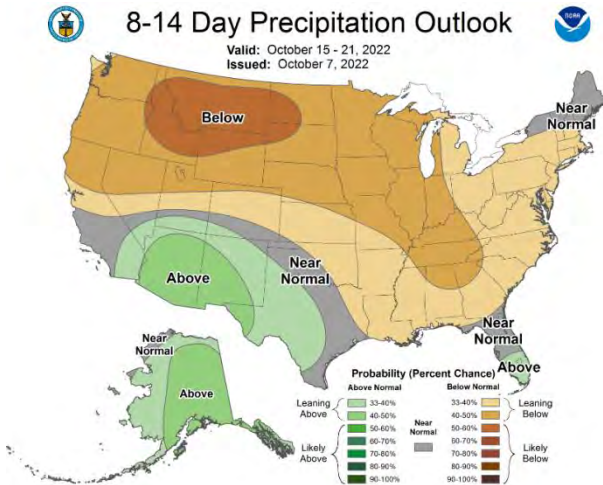 8-14 Day Precipitation Outlook
Valid: October 15 - 21, 2022
Issued: October 7, 2022
NOAA
Near
Normal
Below
Near
Normal
Above
Near
Normal
Above
Near
Normal
Above
Probability (Percent Chance)
Above Normal
Below Normal
Leaning
Above
33-40%
40-50%
Likely
Above
50-60%
60-70%
70-80%
80-90%
90-100%
Near
Normal
33-40%
40-50%
Leaning
Below
50-60%
60-70%
70-80%
80-90%
90-100%
Likely
Below